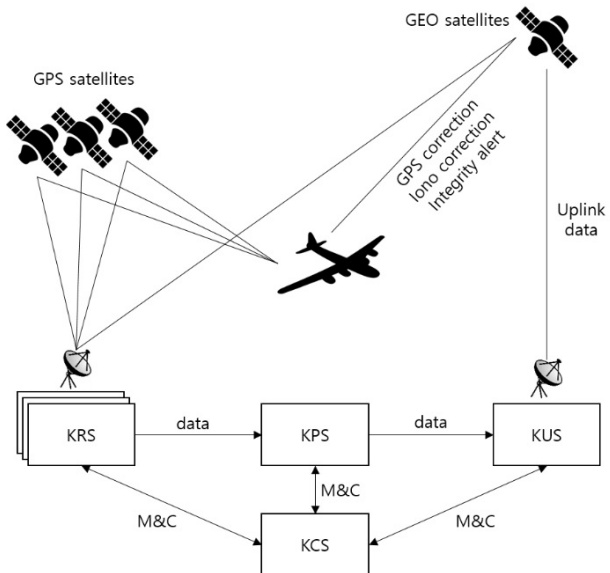 GEO satellites
GPS satellites
GPS correction
Iono correction
Integrity alert
Uplink
data
KRS
data
KPS
data
KUS
M&C
M&C
M&C
KCS